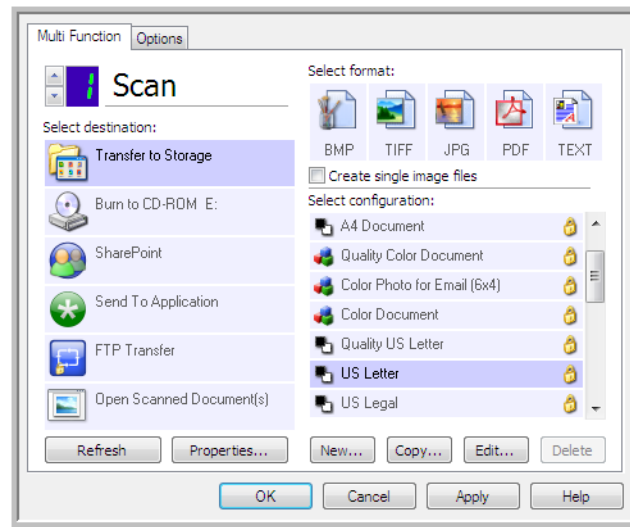 Multi Function
Options
1 Scan
Select destination:
Transfer to Storage
Burn to CD-ROM E:
SharePoint
Send To Application
FTP Transfer
Open Scanned Document(s)
Refresh
Properties...
Select format:
BMP TIFF JPG PDF TEXT
Create single image files
Select configuration:
A4 Document
Quality Color Document
Color Photo for Email (6x4)
Color Document
Quality US Letter
US Letter
US Legal
New... Copy... Edit... Delete
OK Cancel Apply Help